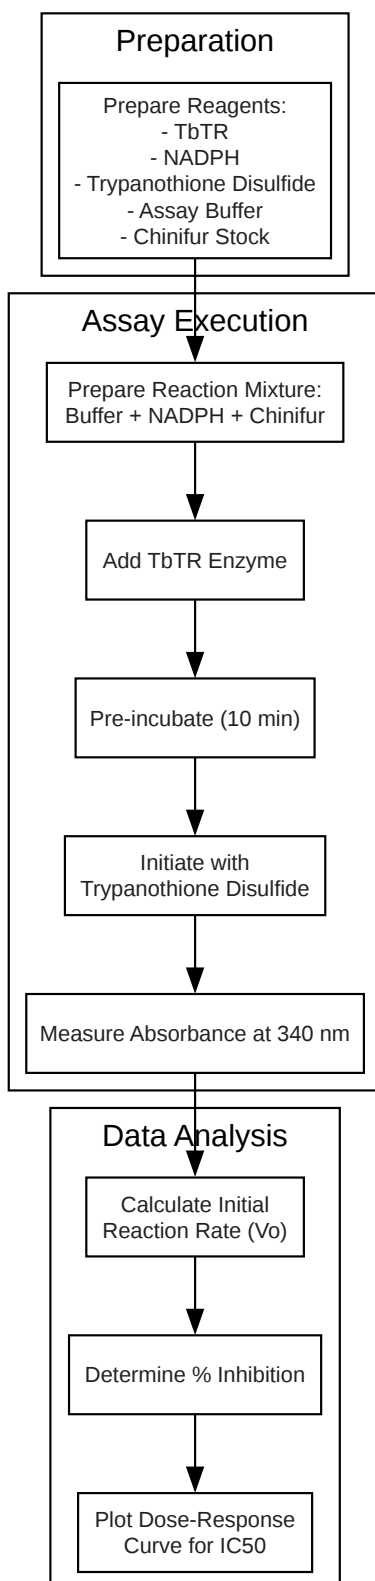 Preparation
Prepare Reagents:
- TbTR
- NADPH
- Trypanothione Disulfide
- Assay Buffer
- Chinifur Stock
Assay Execution
Prepare Reaction Mixture:
Buffer + NADPH + Chinifur
Add TbTR Enzyme
Pre-incubate (10 min)
Initiate with
Trypanothione Disulfide
Measure Absorbance at 340 nm
Data Analysis
Calculate Initial
Reaction Rate (Vo)
Determine % Inhibition
Plot Dose-Response
Curve for IC50